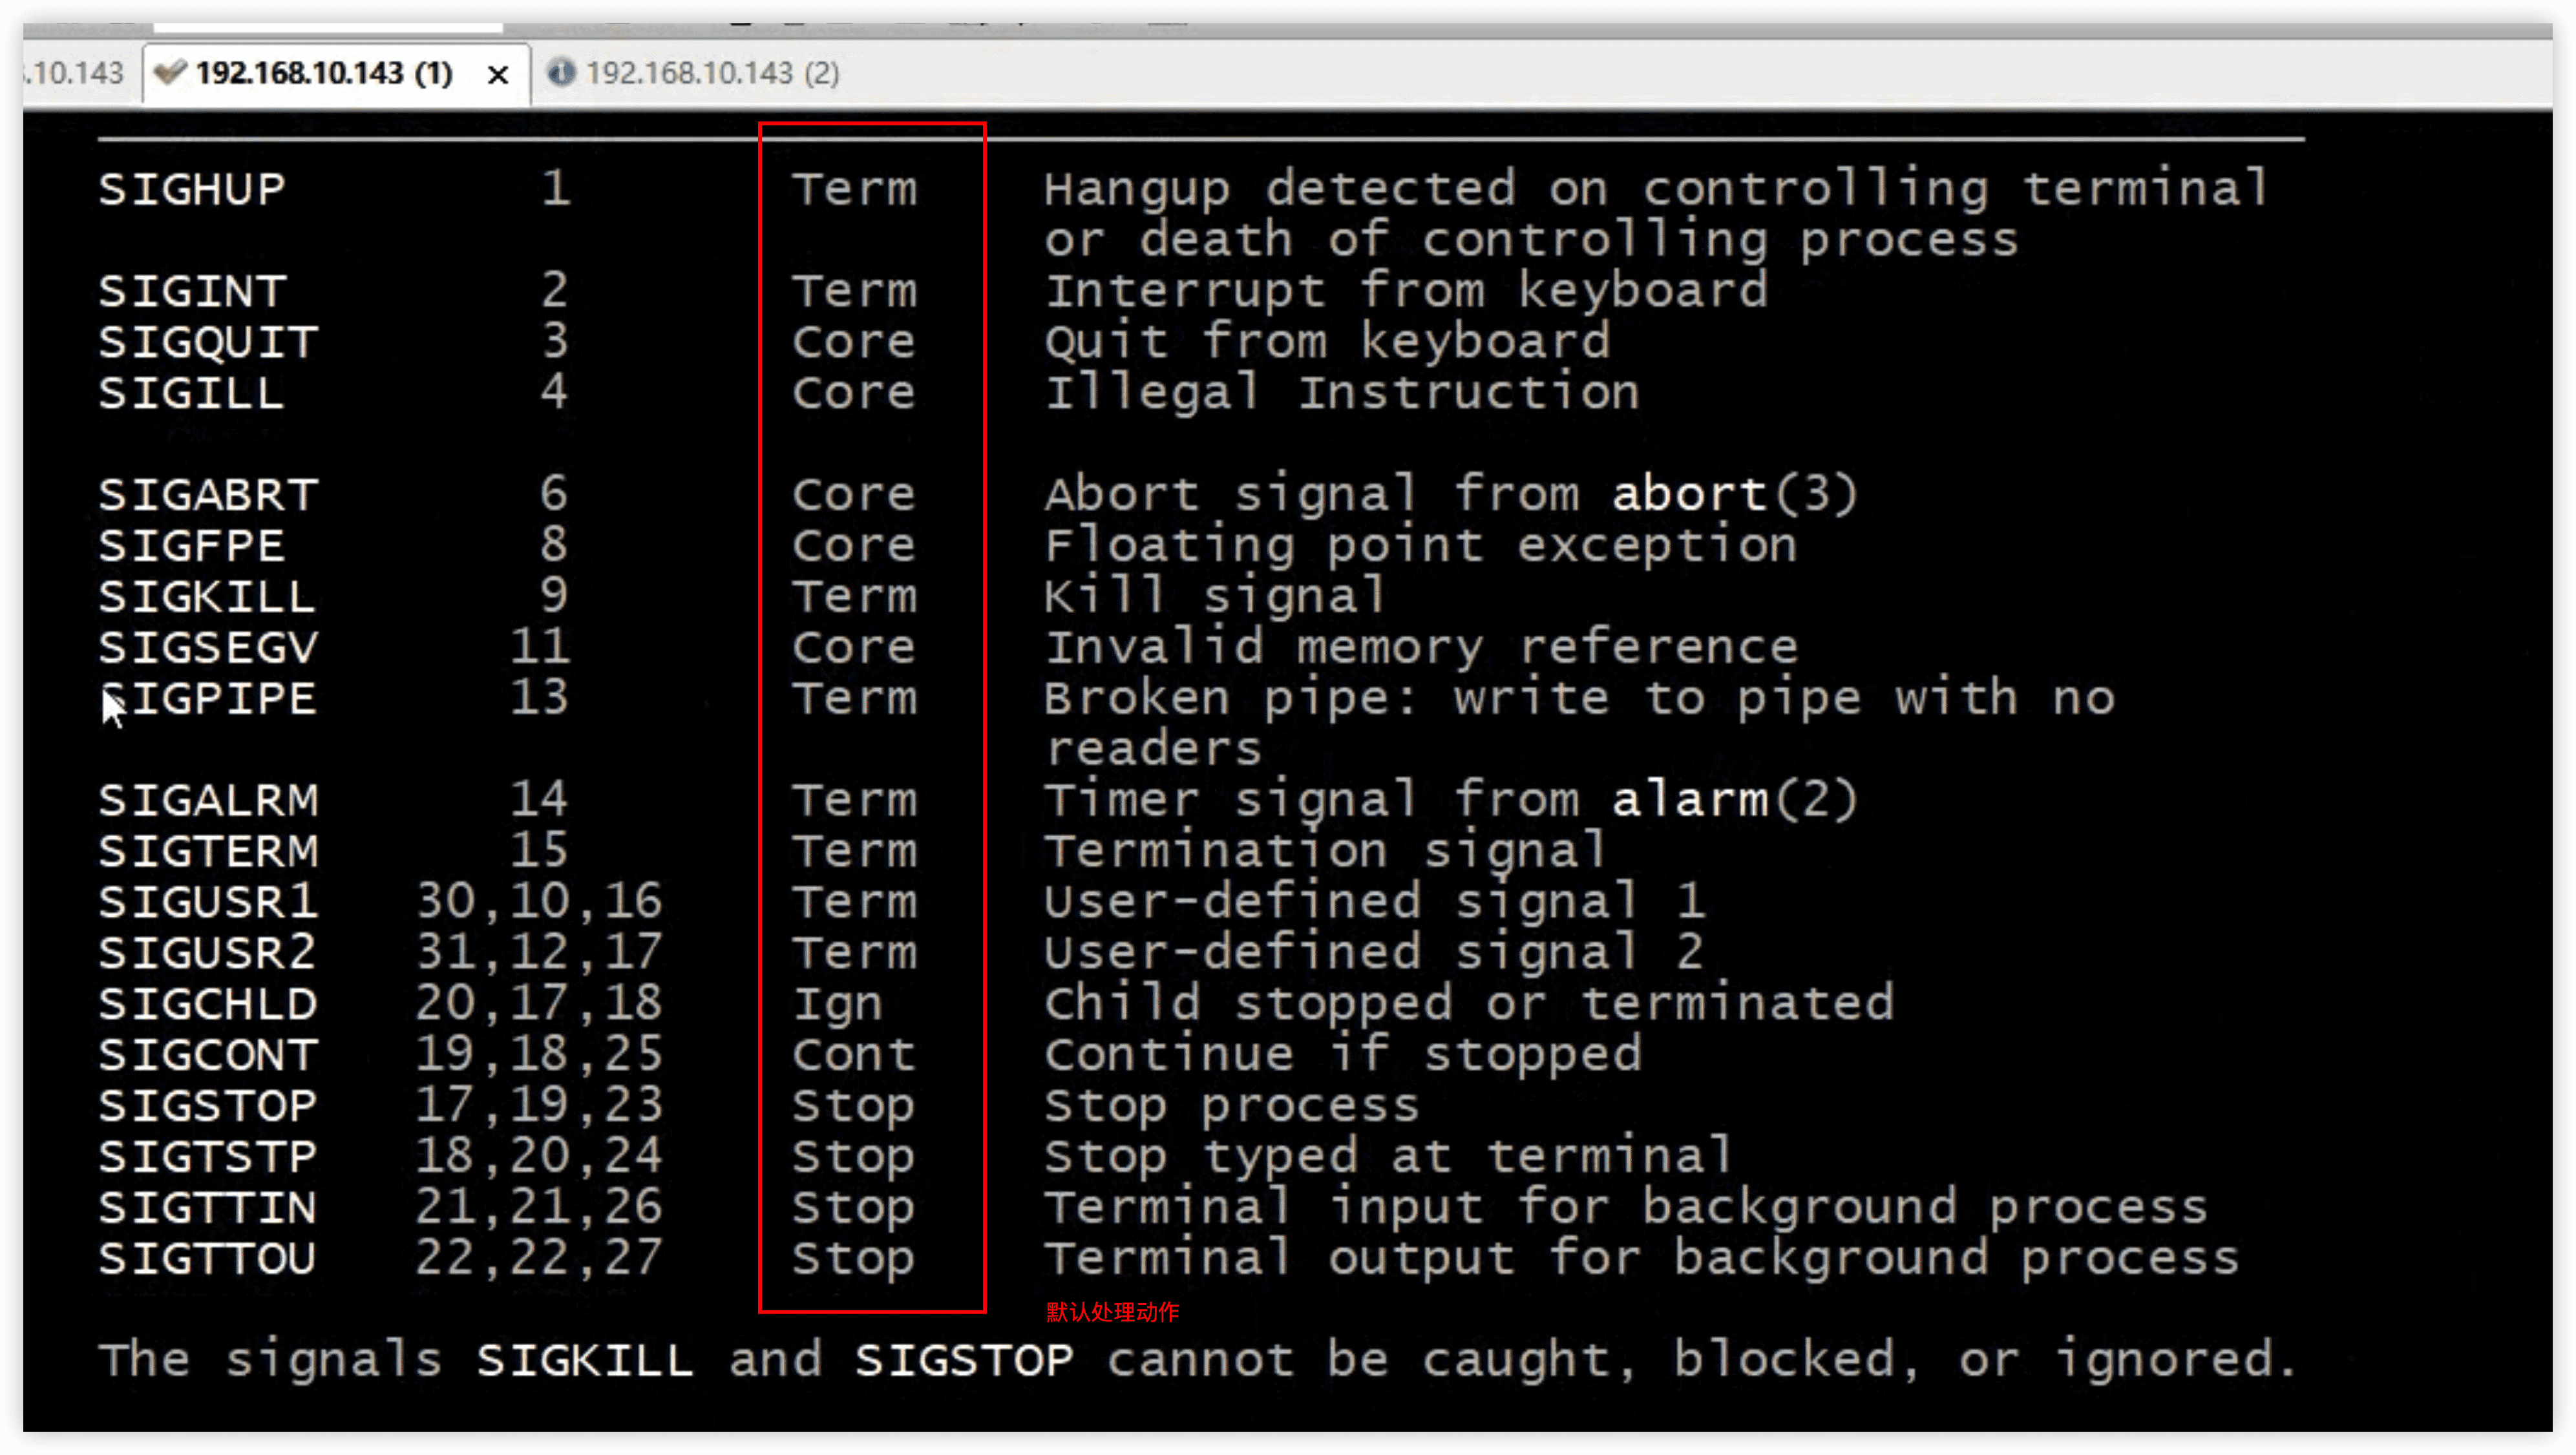 .10.143 192.168.10.143 (1) × 192.168.10.143 (2)
SIGHUP 1 Term Hangup detected on controlling terminal
or death of controlling process
SIGINT 2 Term Interrupt from keyboard
SIGQUIT 3 Core Quit from keyboard
SIGILL 4 Core Illegal Instruction
SIGABRT 6 Core Abort signal from abort(3)
SIGFPE 8 Core Floating point exception
SIGKILL 9 Term Kill signal
SIGSEGV 11 Core Invalid memory reference
SIGPIPE 13 Term Broken pipe: write to pipe with no
readers
SIGALRM 14 Term Timer signal from alarm(2)
SIGTERM 15 Term Termination signal
SIGUSR1 30,10,16 Term User-defined signal 1
SIGUSR2 31,12,17 Term User-defined signal 2
SIGCHLD 20,17,18 Ign Child stopped or terminated
SIGCONT 19,18,25 Cont Continue if stopped
SIGSTOP 17,19,23 Stop Stop process
SIGTSTP 18,20,24 Stop Stop typed at terminal
SIGTTIN 21,21,26 Stop Terminal input for background process
SIGTTOU 22,22,27 Stop Terminal output for background process
默认处理动作
The signals SIGKILL and SIGSTOP cannot be caught, blocked, or ignored.